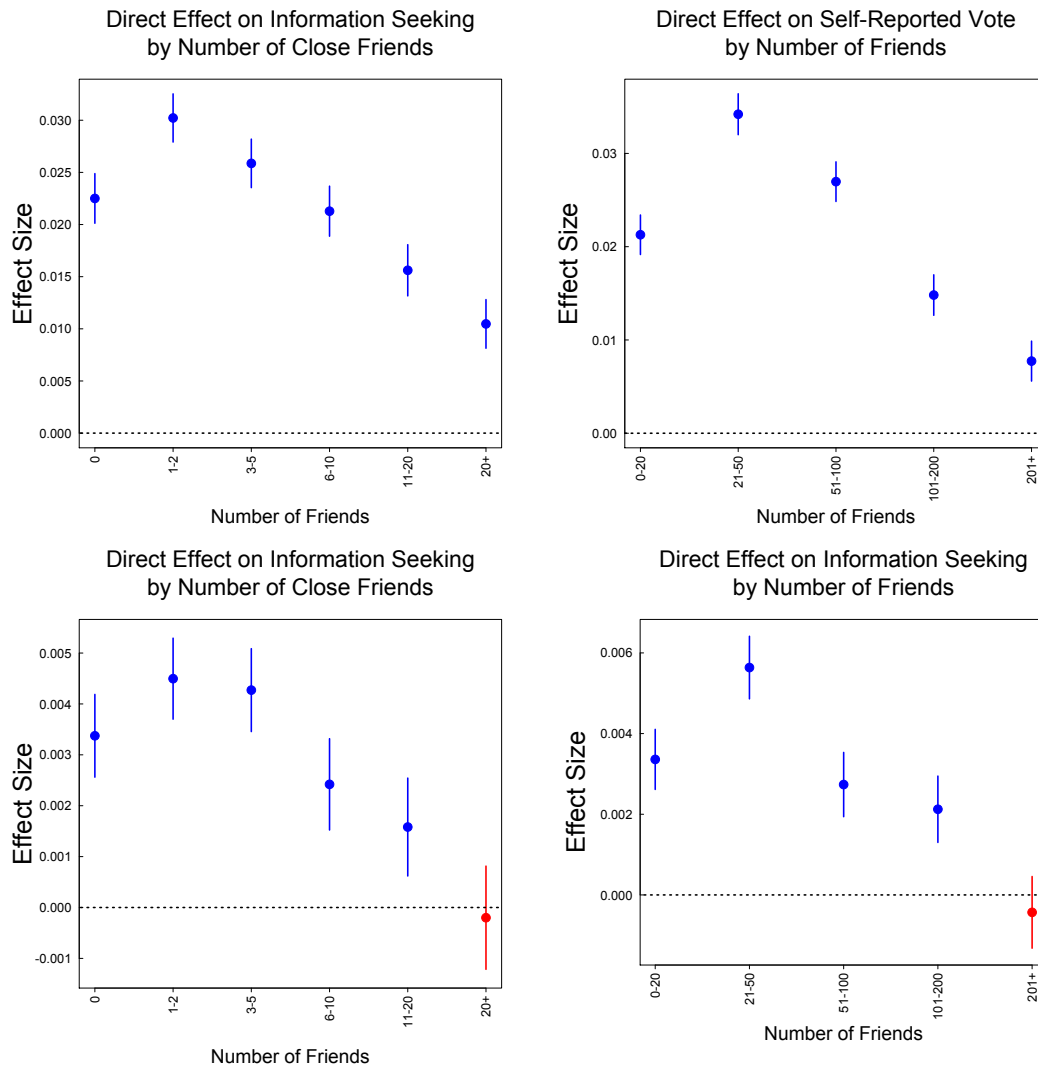 Direct Effect on Information Seeking
by Number of Close Friends
Effect Size
0.030
0.025
0.020
0.015
0.010
0.005
0.000
0
1-2
3-5
6-10
11-20
20+
Number of Friends
Direct Effect on Self-Reported Vote
by Number of Friends
Effect Size
0.03
0.02
0.01
0.00
0-20
21-50
51-100
101-200
201+
Number of Friends
Direct Effect on Information Seeking
by Number of Close Friends
Effect Size
0.005
0.004
0.003
0.002
0.001
0.000
-0.001
0
1-2
3-5
6-10
11-20
20+
Number of Friends
Direct Effect on Information Seeking
by Number of Friends
Effect Size
0.006
0.004
0.002
0.000
0-20
21-50
51-100
101-200
201+
Number of Friends